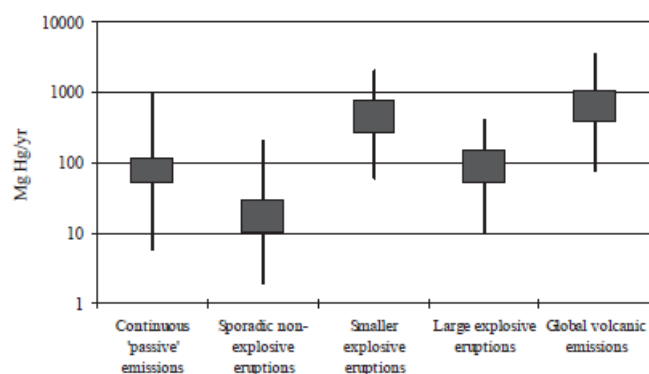 10000
1000
100
10
1
Mg Hg/yr
Continuous
'passive'
emissions
Sporadic non-
explosive
eruptions
Smaller
explosive
eruptions
Large explosive
eruptions
Global volcanic
emissions